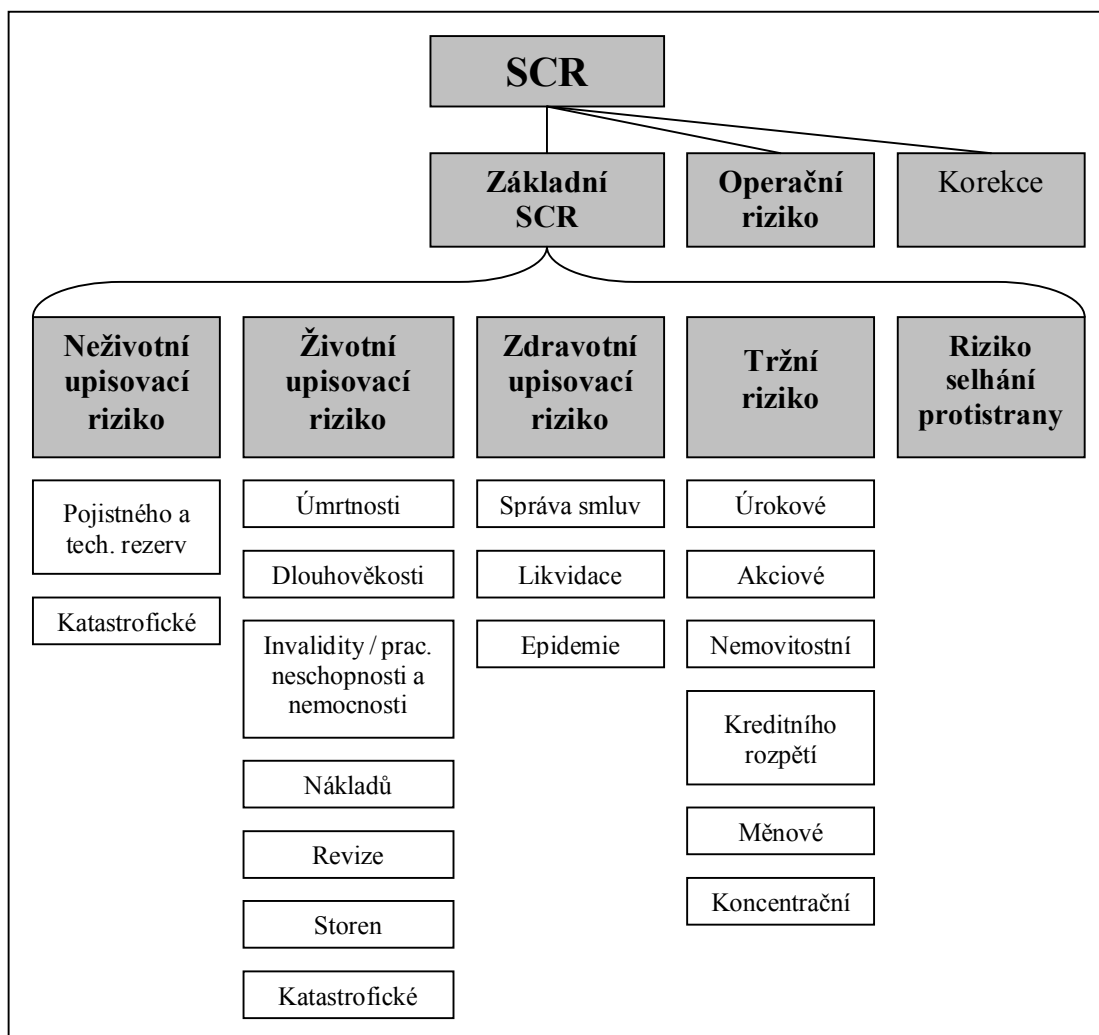 SCR
Základní
SCR
Operační
riziko
Korekce
Neživotní
upisovací
riziko
Životní
upisovací
riziko
Zdravotní
upisovací
riziko
Tržní
riziko
Riziko
selhání
protistrany
Pojistného a
tech. rezerv
Katastrofické
Úmrtnosti
Dlouhověkosti
Invalidity / prac.
neschopnosti a
nemocnosti
Nákladů
Revize
Storen
Katastrofické
Správa smluv
Likvidace
Epidemie
Úrokové
Akciové
Nemovitostní
Kreditního
rozpětí
Měnové
Koncentrační